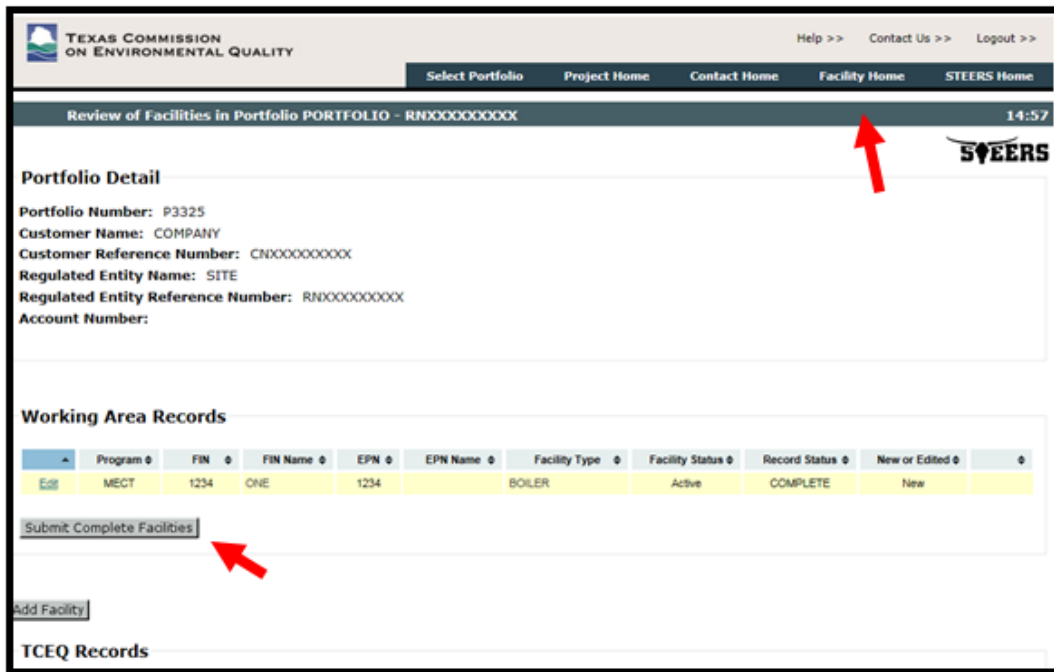 TEXAS COMMISSION
ON ENVIRONMENTAL QUALITY
Help >> Contact Us >> Logout >>
Select Portfolio Project Home Contact Home Facility Home STEERS Home
Review of Facilities in Portfolio PORTFOLIO - RNXXXXXXXXX 14:57
STEERS
Portfolio Detail
Portfolio Number: P3325
Customer Name: COMPANY
Customer Reference Number: CNXXXXXXXXX
Regulated Entity Name: SITE
Regulated Entity Reference Number: RNXXXXXXXXX
Account Number:
Working Area Records
Program FIN FIN Name EPN EPN Name Facility Type Facility Status Record Status New or Edited
Edit MECT 1234 ONE 1234 BOILER Active COMPLETE New
Submit Complete Facilities
Add Facility
TCEQ Records